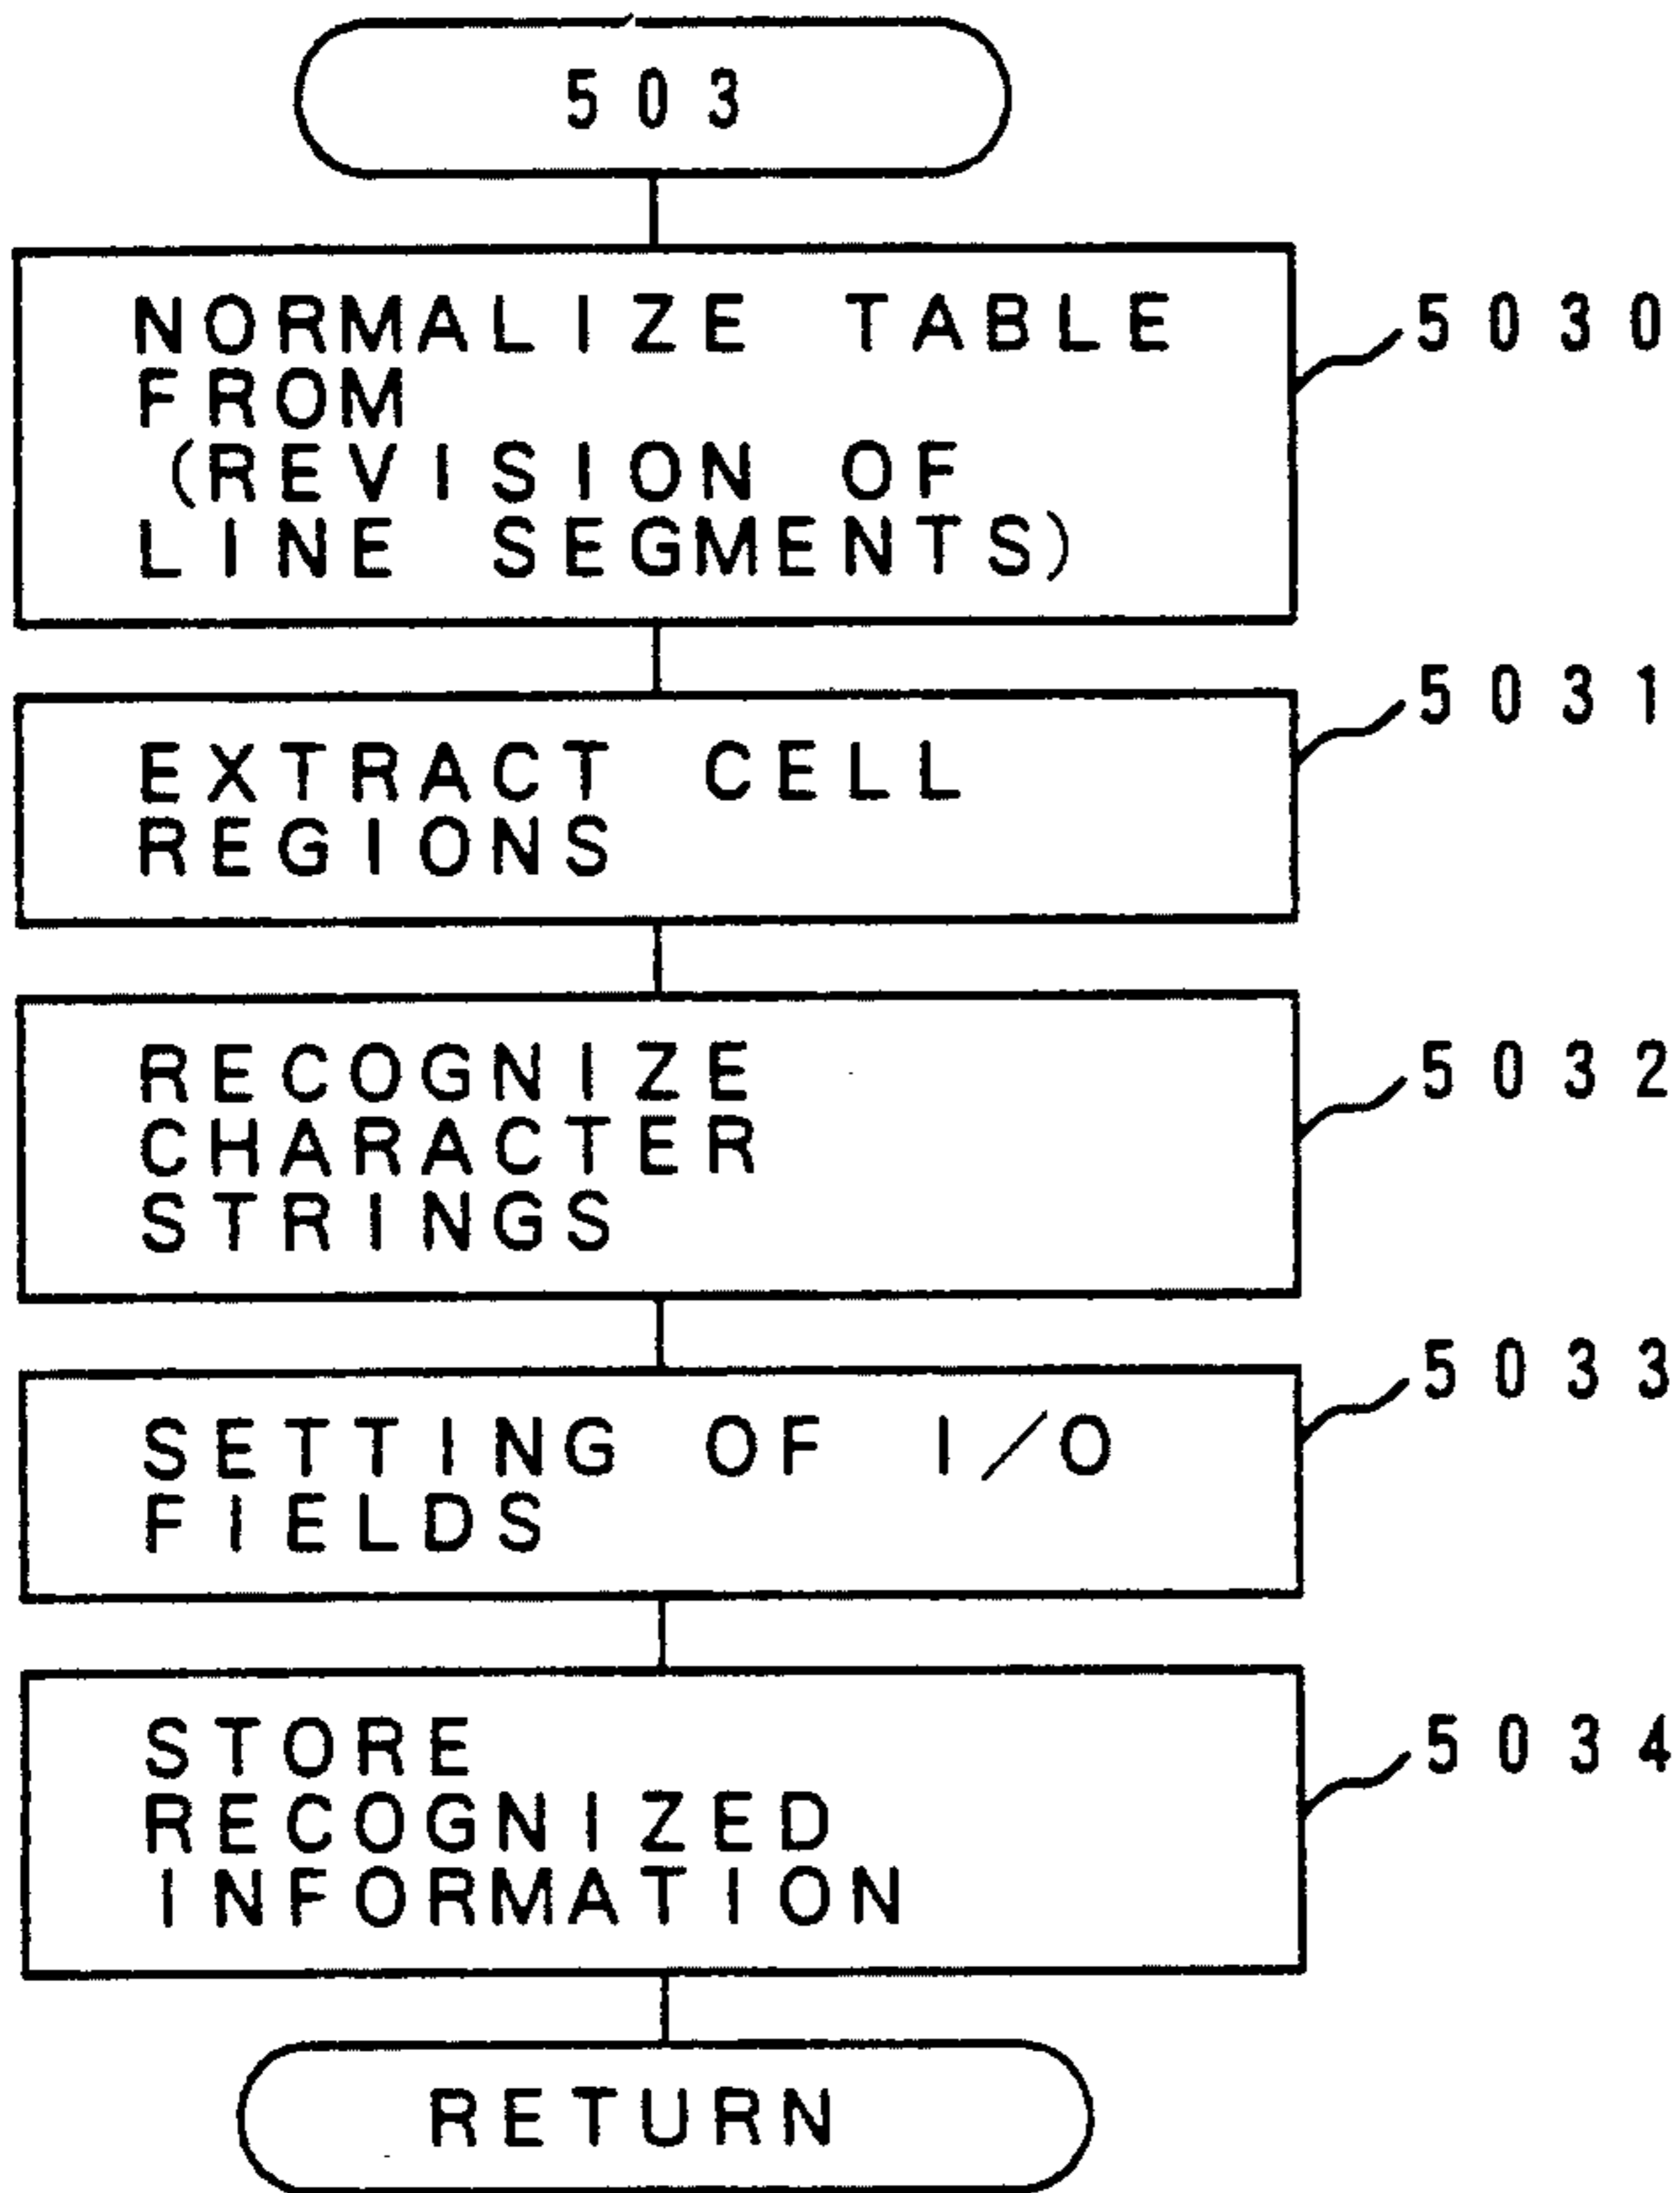 503
NORMALIZE TABLE
FROM
(REVISION OF
LINE SEGMENTS)
5030
EXTRACT CELL
REGIONS
5031
RECOGNIZE
CHARACTER
STRINGS
5032
SETTING OF I/O
FIELDS
5033
STORE
RECOGNIZED
INFORMATION
5034
RETURN